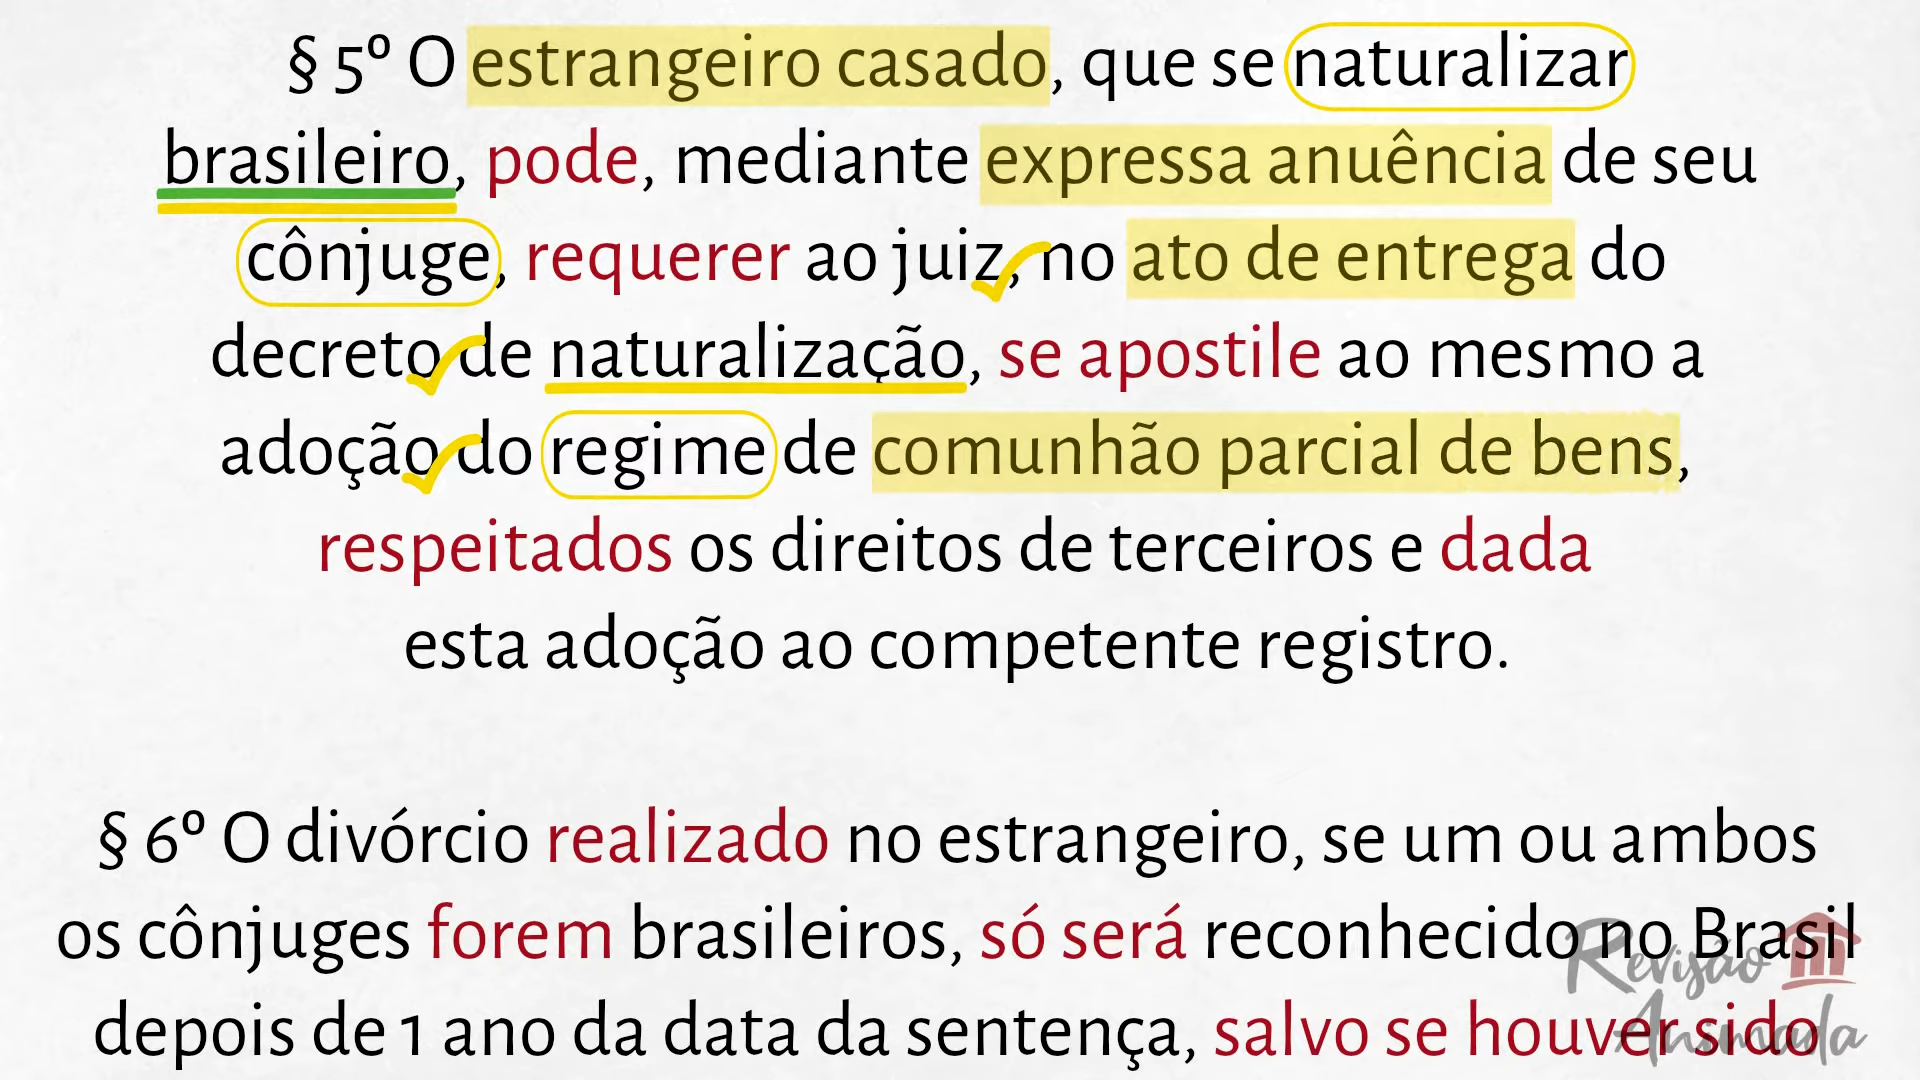 § 5º O estrangeiro casado, que se naturalizar
brasileiro, pode, mediante expressa anuência de seu
cônjuge, requerer ao juiz, no ato de entrega do
decreto de naturalização, se apostile ao mesmo a
adoção do regime de comunhão parcial de bens,
respeitados os direitos de terceiros e dada
esta adoção ao competente registro.
§ 6º O divórcio realizado no estrangeiro, se um ou ambos
os cônjuges forem brasileiros, só será reconhecido no Brasil
depois de 1 ano da data da sentença, salvo se houver sido
Revisão
Animada